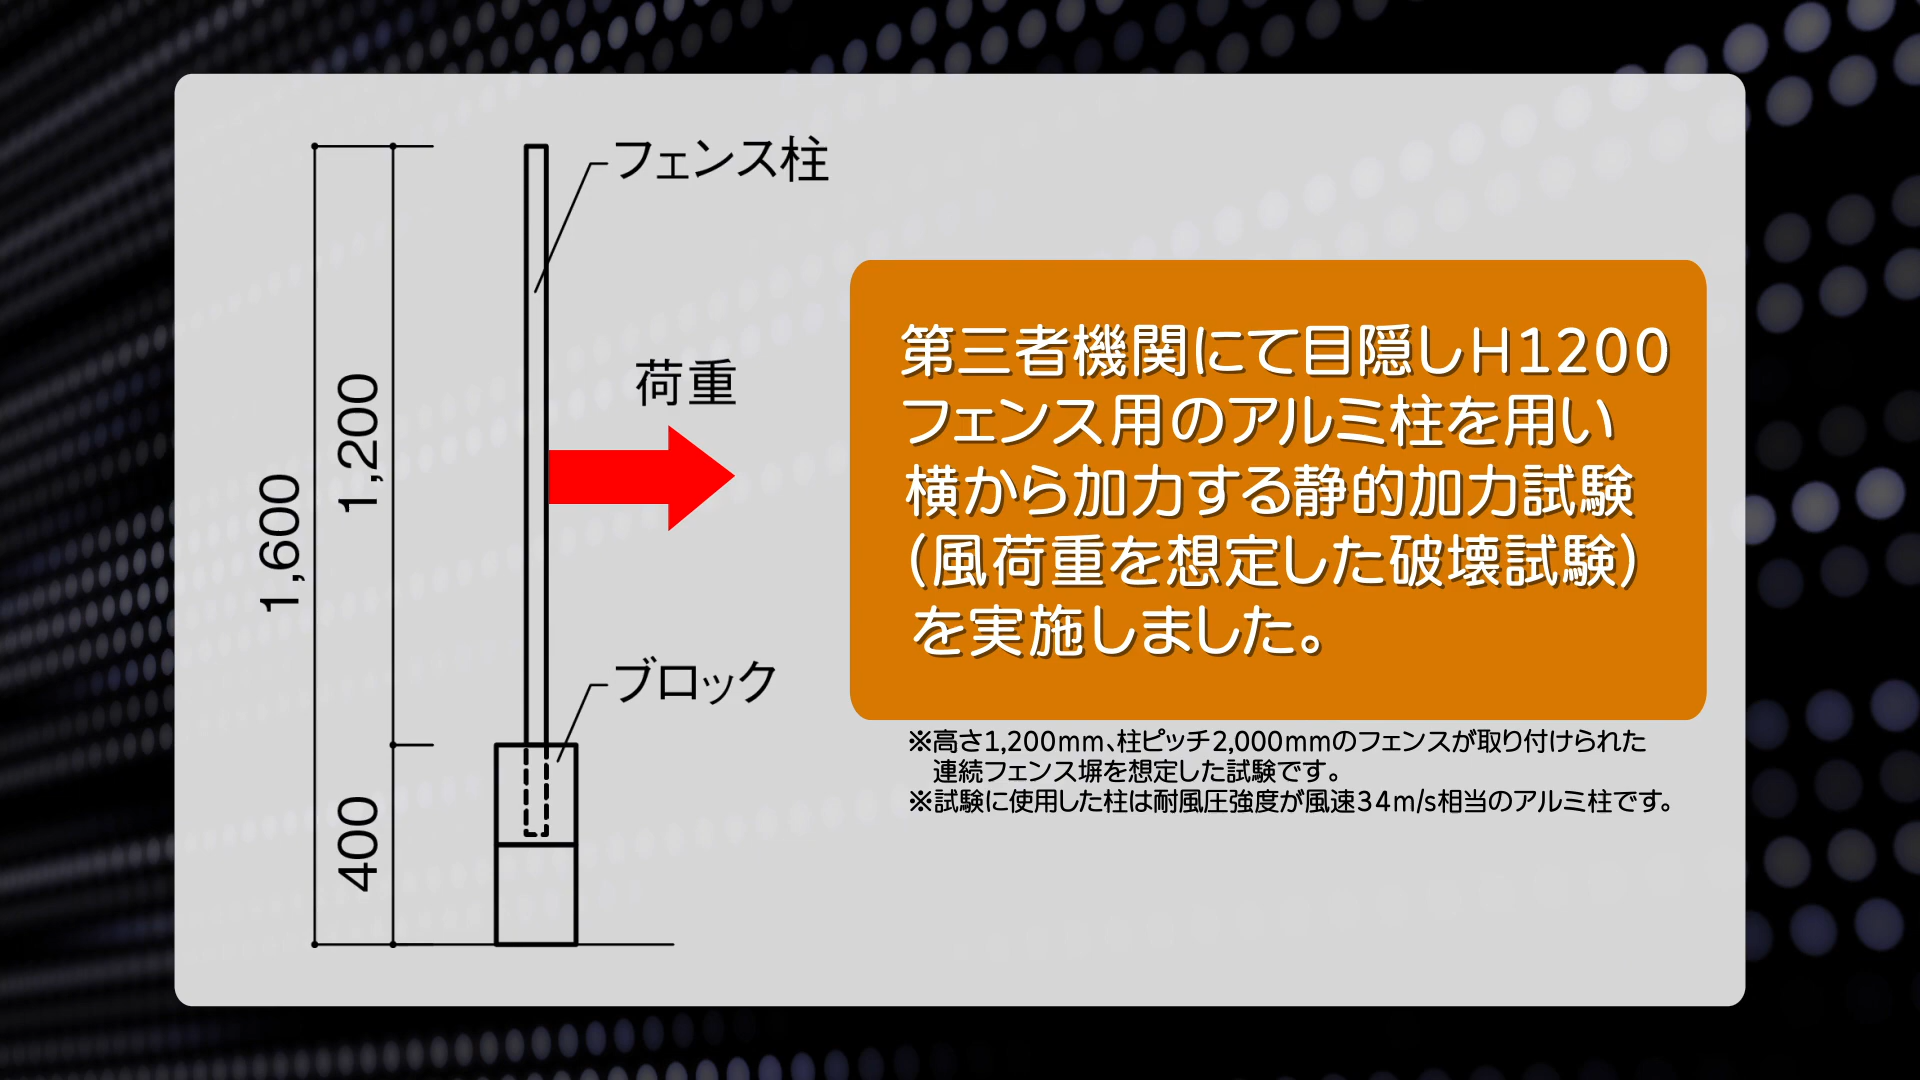 フェンス柱
荷重
1,200
1,600
ブロック
400
第三者機関にて目隠しH1200
フェンス用のアルミ柱を用い
横から加力する静的加力試験
（風荷重を想定した破壊試験）
を実施しました。
※高さ1,200mm、柱ピッチ2,000mmのフェンスが取り付けられた
連続フェンス塀を想定した試験です。
※試験に使用した柱は耐風圧強度が風速34m/s相当のアルミ柱です。